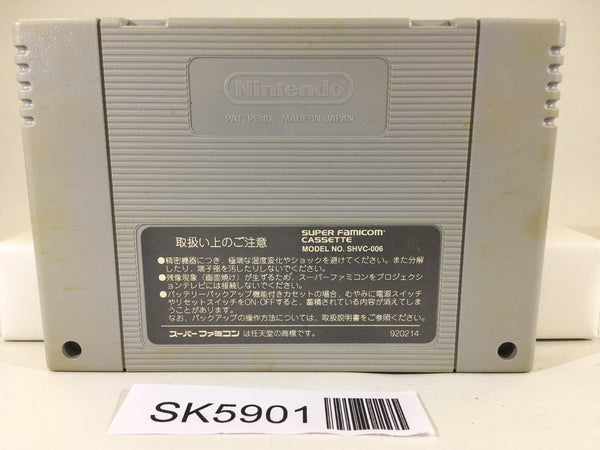 Nintendo
PAT. PEND. MADE IN JAPAN
取扱い上のご注意
SUPER FAMICOM
CASSETTE
MODEL NO. SHVC-006
●精密機器につき、極端な温度変化やショックを避けてください。また分解
したり、端子部を汚したりしないでください。
●残像現象（画面焼け）が生ずるため、スーパーファミコンをプロジェクシ
ョンテレビには接続しないでください。
●バッテリーバックアップ機能付きカセットの場合、むやみに電源スイッチ
やリセットスイッチをON・OFFすると、蓄積されている内容が消えてしま
うことがあります。
なお、バックアップの操作方法については、取扱説明書をご参照ください。
スーパーファミコンは任天堂の商標です。
920214
SK5901